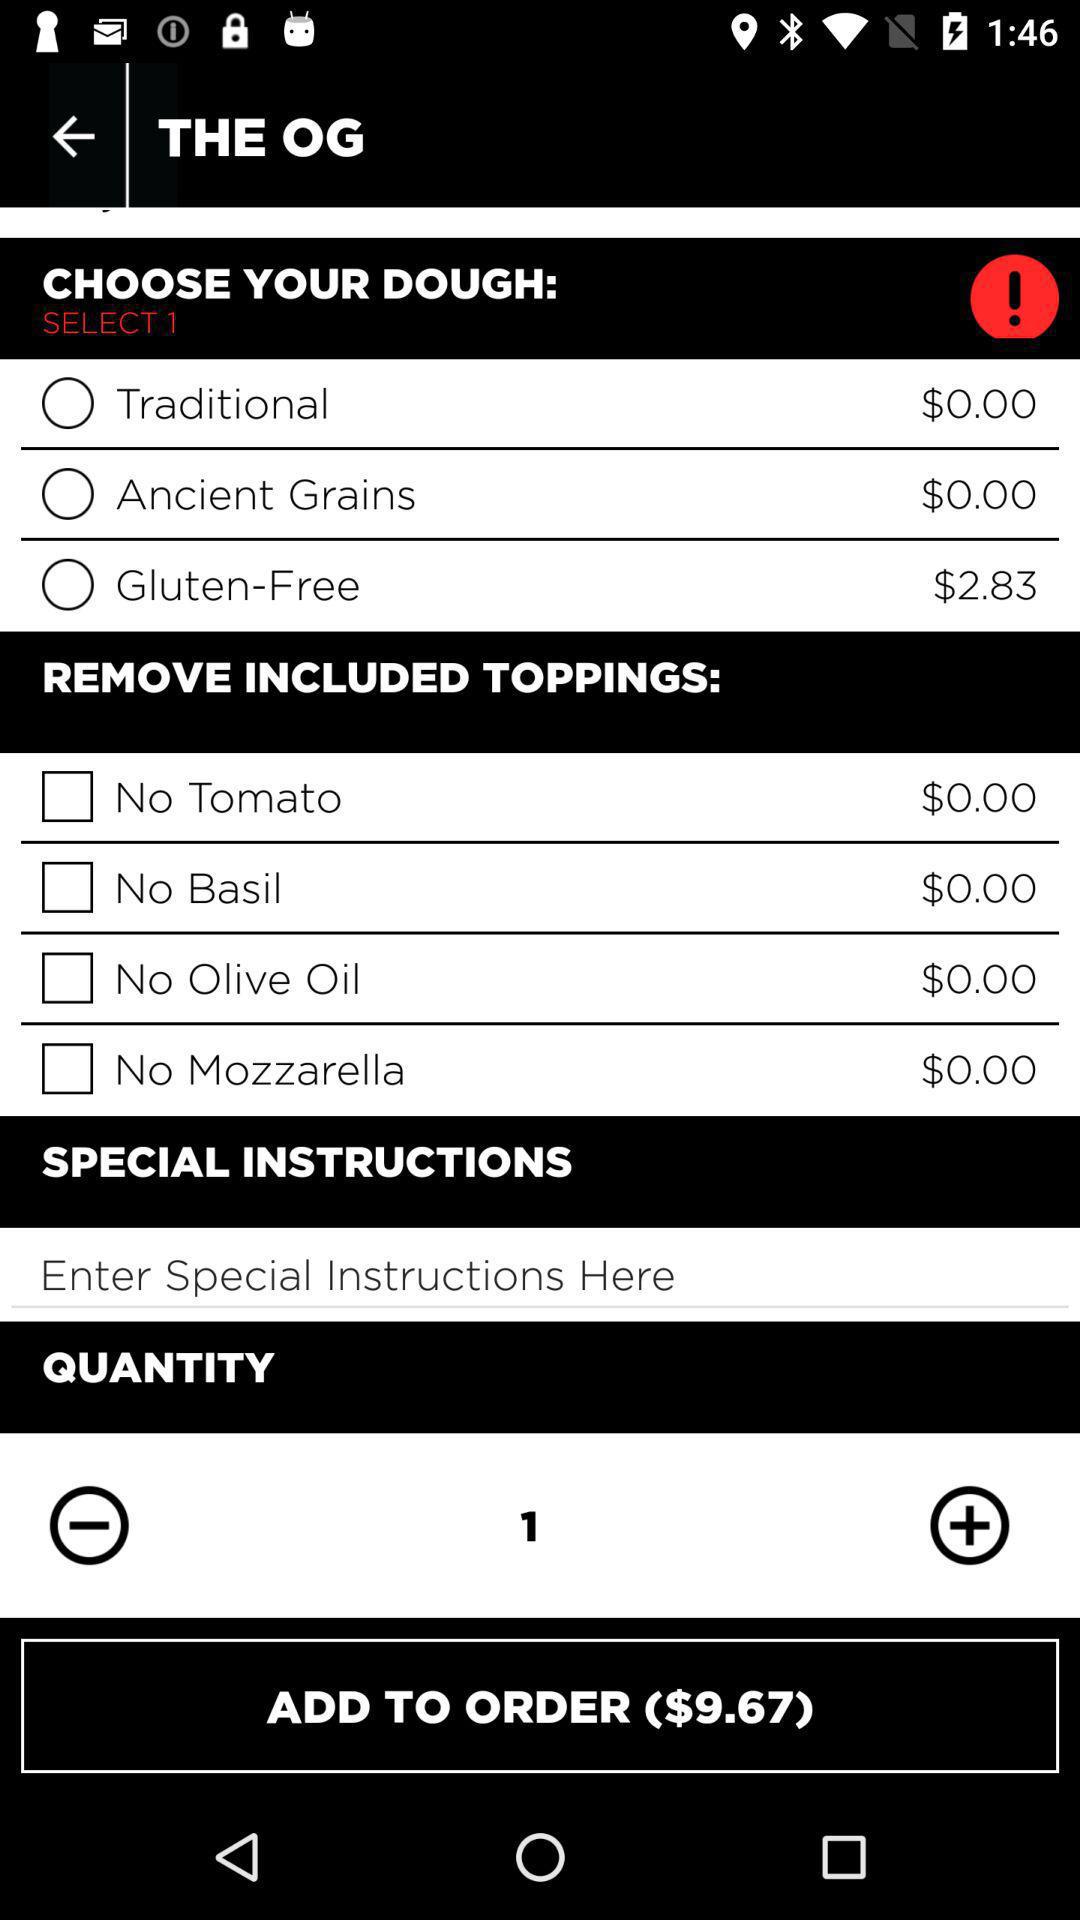 1:46
THE OG
CHOOSE YOUR DOUGH:
SELECT 1
Traditional $0.00
Ancient Grains $0.00
Gluten-Free $2.83
REMOVE INCLUDED TOPPINGS:
No Tomato $0.00
No Basil $0.00
No Olive Oil $0.00
No Mozzarella $0.00
SPECIAL INSTRUCTIONS
Enter Special Instructions Here
QUANTITY
1
ADD TO ORDER ($9.67)